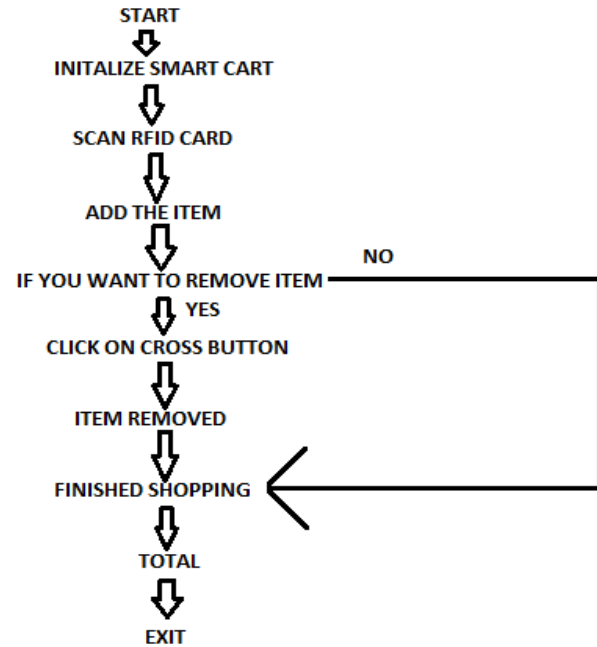 START
INITALIZE SMART CART
SCAN RFID CARD
ADD THE ITEM
NO
IF YOU WANT TO REMOVE ITEM
YES
CLICK ON CROSS BUTTON
ITEM REMOVED
FINISHED SHOPPING
TOTAL
EXIT